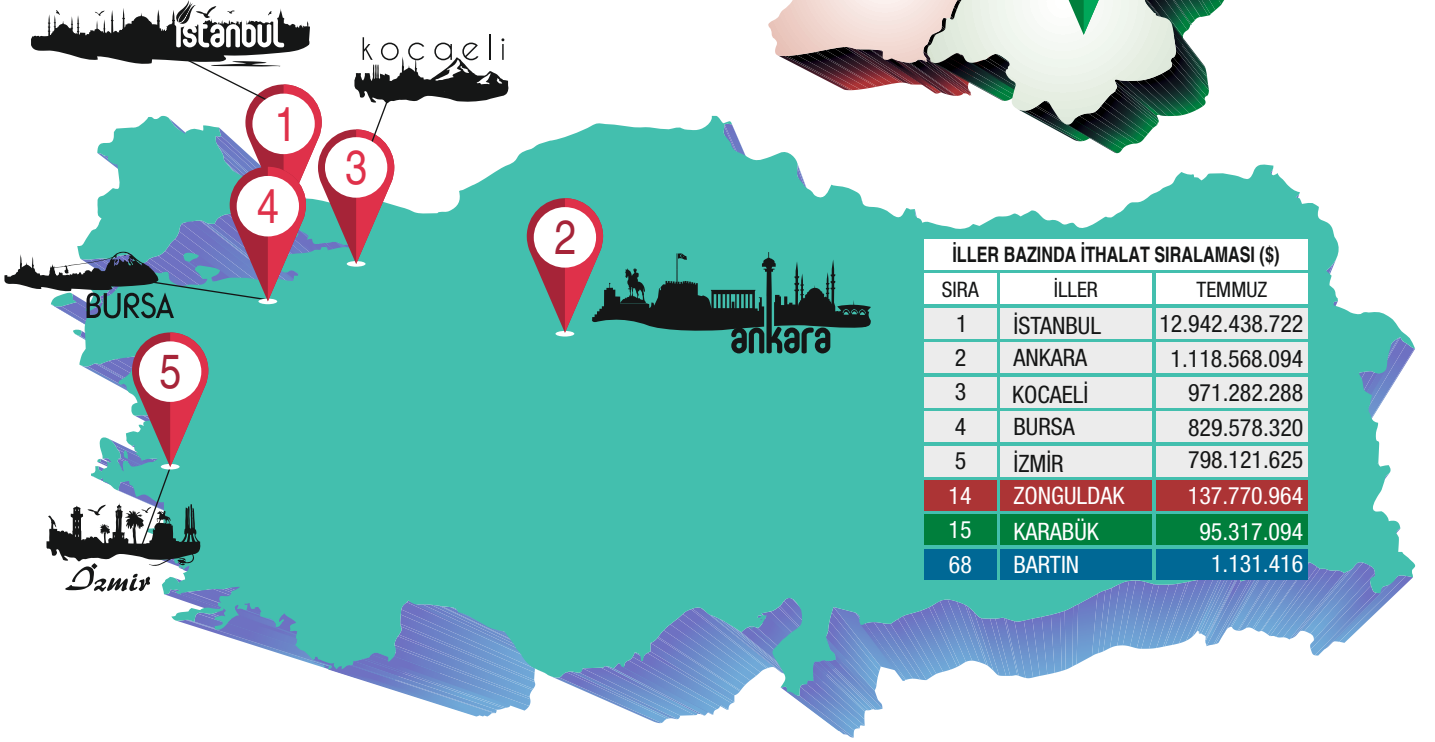 istanbul
kocaeli
1
3
4
2
BURSA
ankara
5
İzmir
İLLER BAZINDA İTHALAT SIRALAMASI ($)
SIRA İLLER TEMMUZ
1 İSTANBUL 12.942.438.722
2 ANKARA 1.118.568.094
3 KOCAELİ 971.282.288
4 BURSA 829.578.320
5 İZMİR 798.121.625
14 ZONGULDAK 137.770.964
15 KARABÜK 95.317.094
68 BARTIN 1.131.416